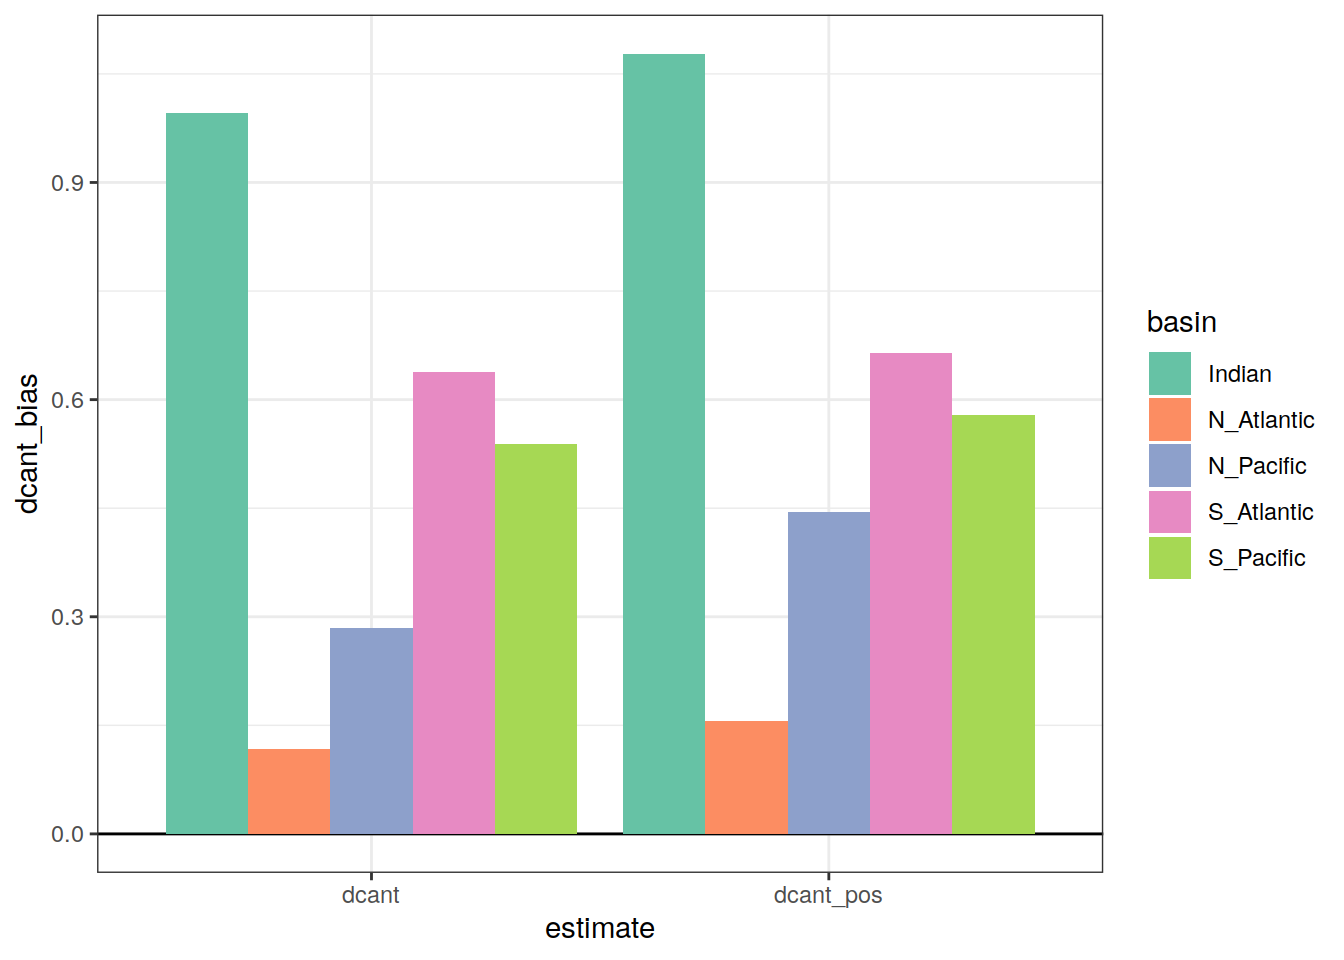 dcant_bias
0.9
0.6
0.3
0.0
dcant
dcant_pos
estimate
basin
Indian
N_Atlantic
N_Pacific
S_Atlantic
S_Pacific